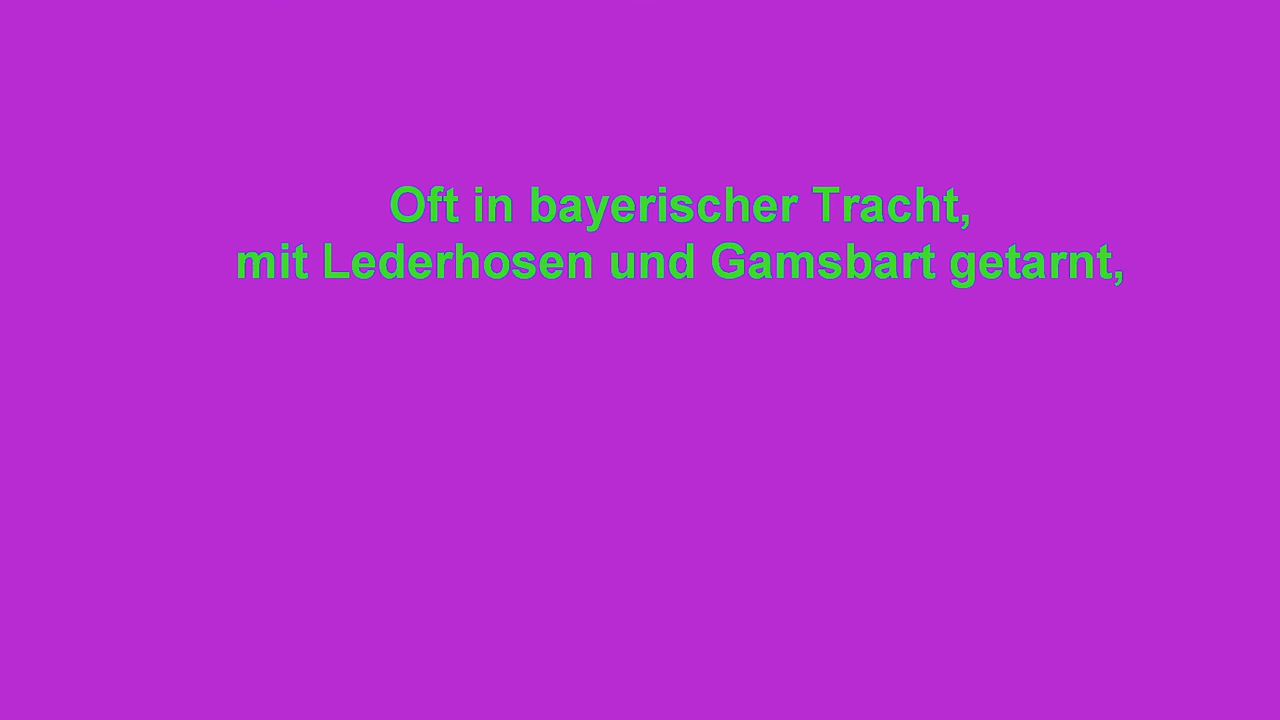 Oft in bayerischer Tracht,
mit Lederhosen und Gamsbart getarnt,